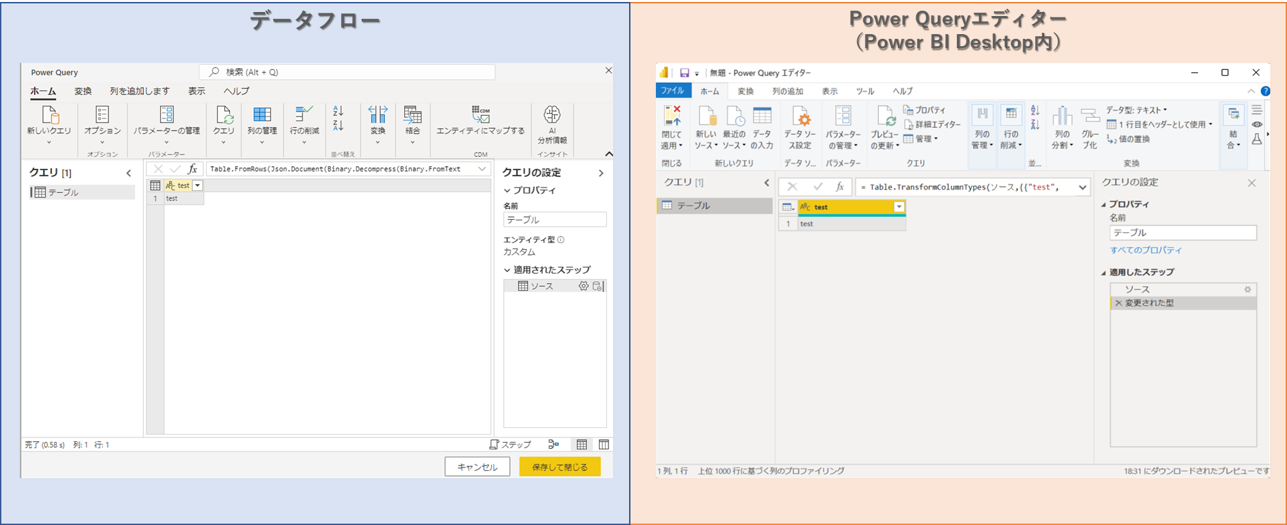 データフロー
Power Query
検索 (Alt + Q)
ホーム 変換 列を追加します 表示 ヘルプ
新しいクエリ オプション パラメーターの管理 クエリ 列の管理 行の削減 変換 結合 エンティティにマップする AI 分析情報
オプション パラメーター 並べ替え CDM インサイト
クエリ [1]
テーブル
fx Table.FromRows(Json.Document(Binary.Decompress(Binary.FromText
ABC test
1 test
クエリの設定
プロパティ
名前
テーブル
エンティティ型
カスタム
適用されたステップ
ソース
完了 (0.58 s) 列: 1 行: 1
ステップ
キャンセル 保存して閉じる
Power Queryエディター
（Power BI Desktop内）
無題 - Power Query エディター
ファイル ホーム 変換 列の追加 表示 ツール ヘルプ
閉じて適用 新しいソース 最近のソース データの入力 データ ソース設定 パラメーターの管理 プレビューの更新
プロパティ
詳細エディター
管理
列の管理 行の削減 列の分割 グループ化
データ型: テキスト
1 行目をヘッダーとして使用
値の置換
結合
閉じる 新しいクエリ データ ソ... パラメーター クエリ 並... 変換
クエリ [1]
テーブル
fx = Table.TransformColumnTypes(ソース,{{"test",
ABC test
1 test
クエリの設定
プロパティ
名前
テーブル
すべてのプロパティ
適用したステップ
ソース
変更された型
1 列、1 行 上位 1000 行に基づく列のプロファイリング
18:31 にダウンロードされたプレビューです